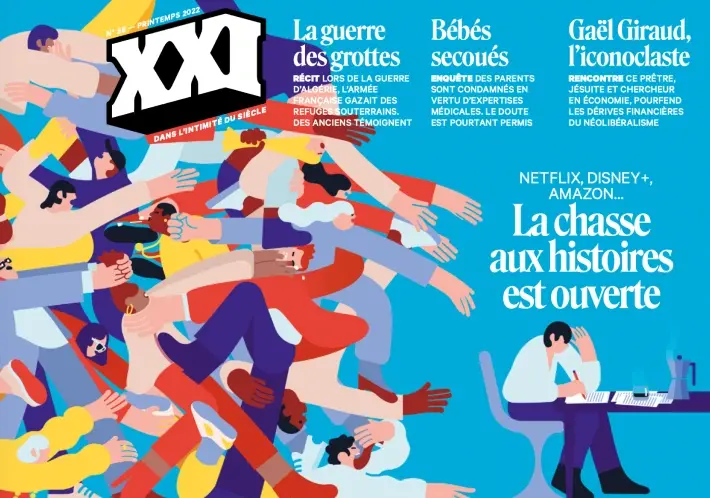 N° 58 — PRINTEMPS 2022
XXI
DANS L'INTIMITÉ DU SIÈCLE
La guerre
des grottes
RÉCIT LORS DE LA GUERRE
D'ALGÉRIE, L'ARMÉE
FRANÇAISE GAZAIT DES
REFUGES SOUTERRAINS.
DES ANCIENS TÉMOIGNENT
Bébés
secoués
ENQUÊTE DES PARENTS
SONT CONDAMNÉS EN
VERTU D'EXPERTISES
MÉDICALES. LE DOUTE
EST POURTANT PERMIS
Gaël Giraud,
l'iconoclaste
RENCONTRE CE PRÊTRE,
JÉSUITE ET CHERCHEUR
EN ÉCONOMIE, POURFEND
LES DÉRIVES FINANCIÈRES
DU NÉOLIBÉRALISME
NETFLIX, DISNEY+,
AMAZON...
La chasse
aux histoires
est ouverte